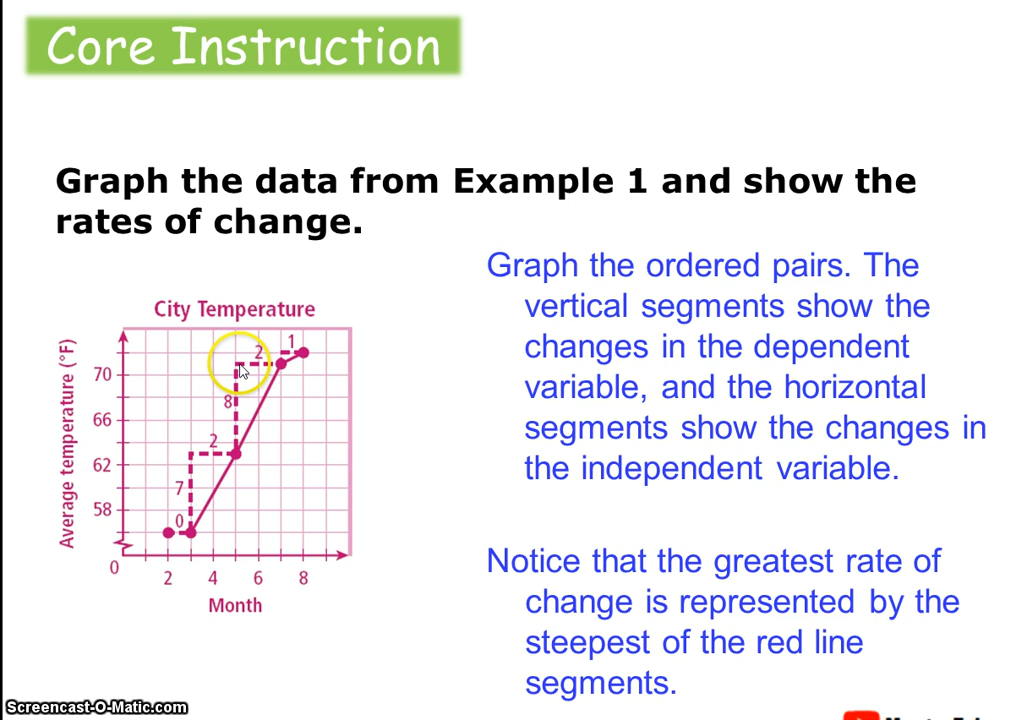 Core Instruction
Graph the data from Example 1 and show the
rates of change.
Graph the ordered pairs. The
vertical segments show the
changes in the dependent
variable, and the horizontal
segments show the changes in
the independent variable.
Notice that the greatest rate of
change is represented by the
steepest of the red line
segments.
City Temperature
Average temperature (°F)
70
66
62
58
0
2 4 6 8
Month
1
2
8
2
7
0
Screencast-O-Matic.com